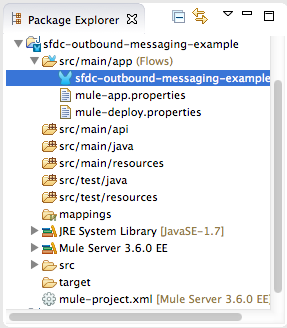 Package Explorer
sfdc-outbound-messaging-example
src/main/app (Flows)
sfdc-outbound-messaging-example
mule-app.properties
mule-deploy.properties
src/main/api
src/main/java
src/main/resources
src/test/java
src/test/resources
mappings
JRE System Library [JavaSE-1.7]
Mule Server 3.6.0 EE
src
target
mule-project.xml [Mule Server 3.6.0 EE]